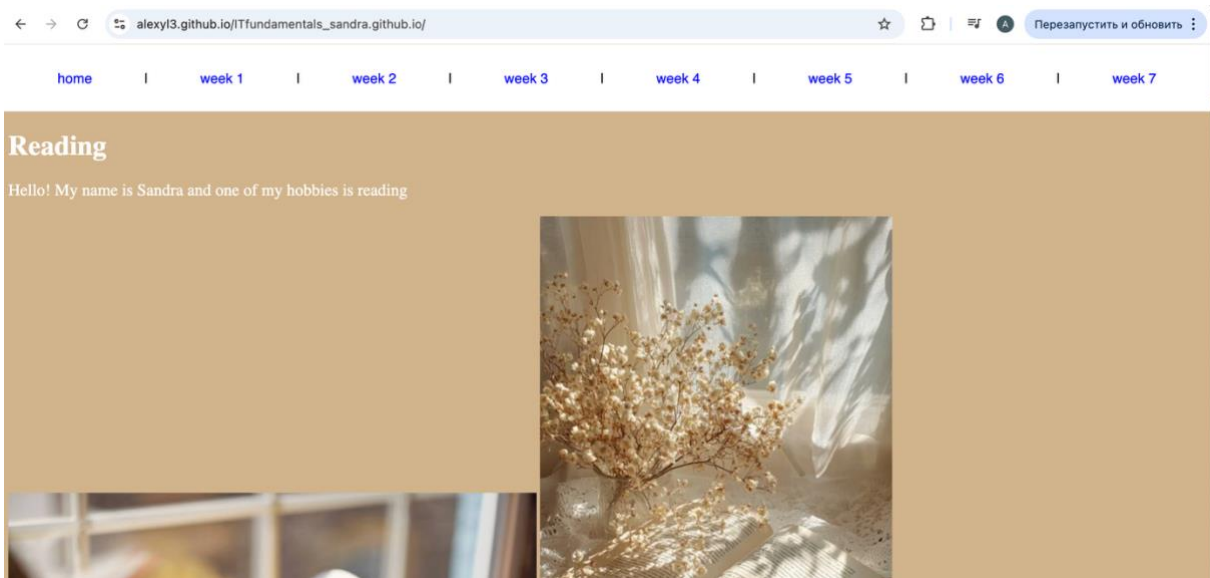 alexyl3.github.io/ITfundamentals_sandra.github.io/
A
Перезапустить и обновить
home | week 1 | week 2 | week 3 | week 4 | week 5 | week 6 | week 7
Reading
Hello! My name is Sandra and one of my hobbies is reading